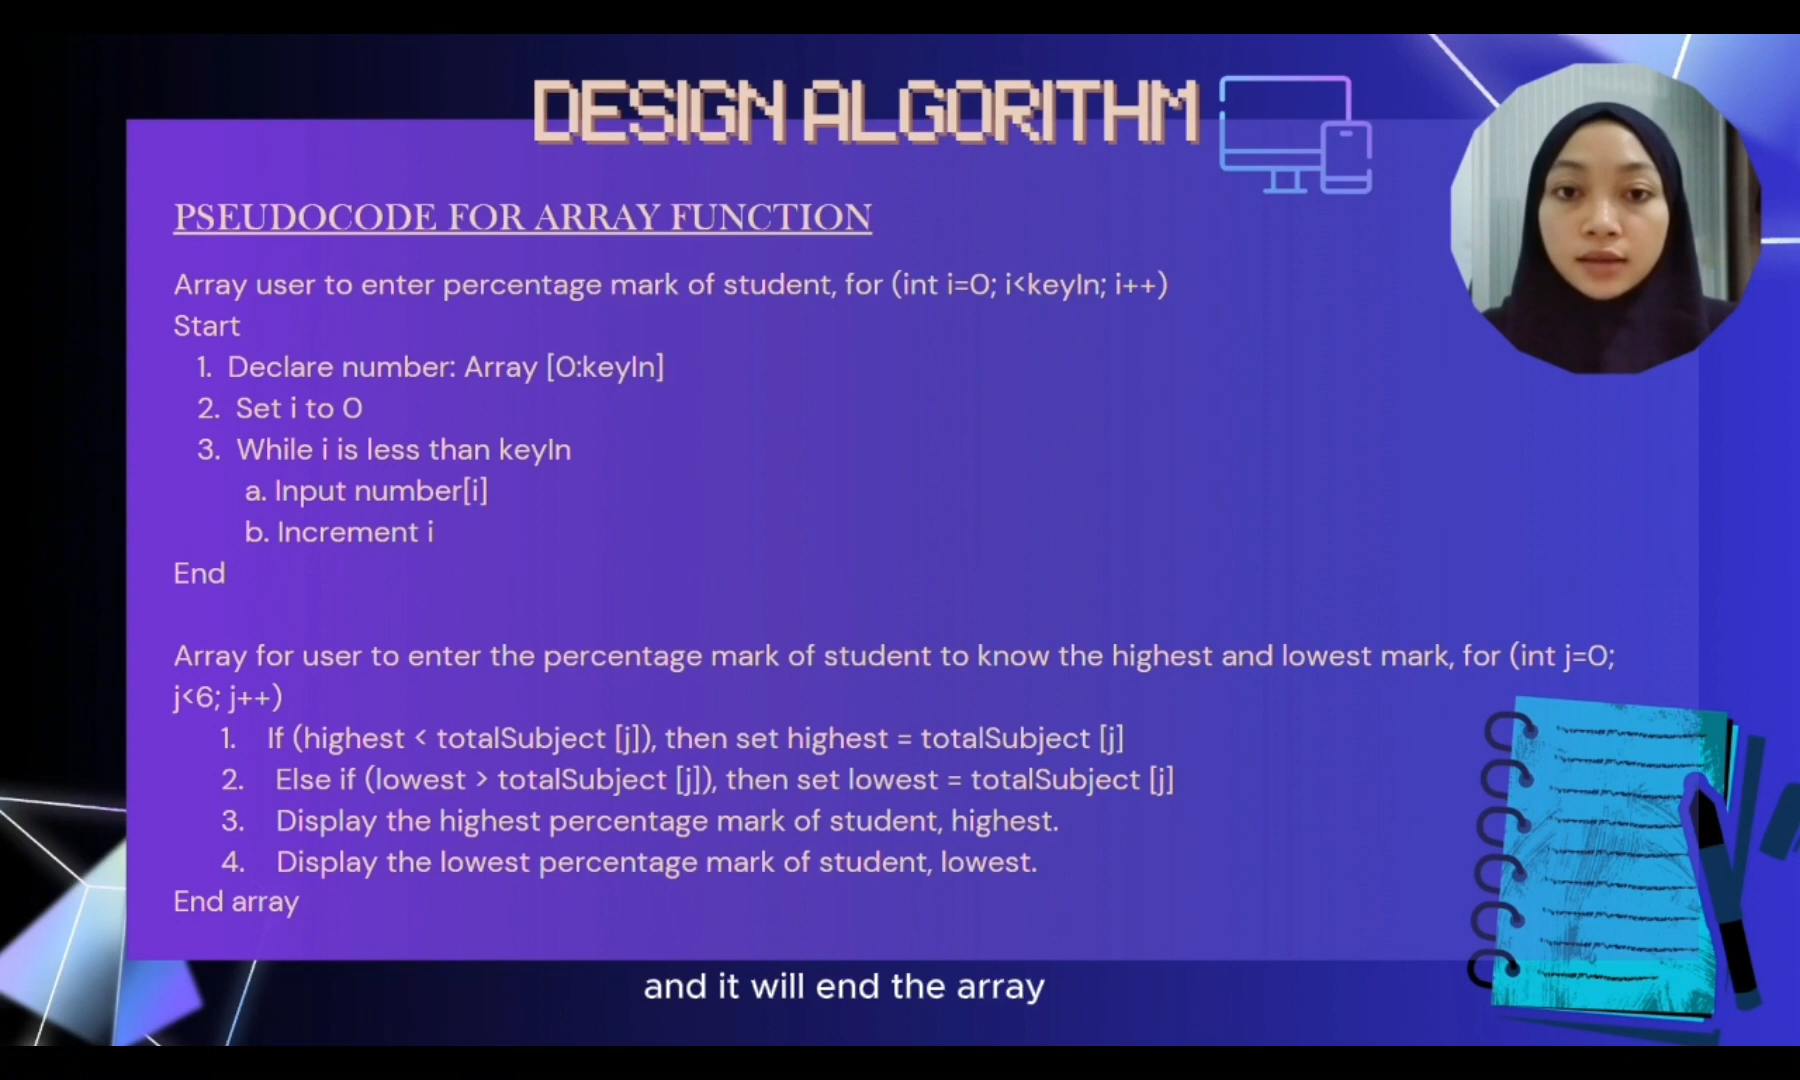 DESIGN ALGORITHM
PSEUDOCODE FOR ARRAY FUNCTION
Array user to enter percentage mark of student, for (int i=0; i<keyIn; i++)
Start
1. Declare number: Array [0:keyIn]
2. Set i to 0
3. While i is less than keyIn
a. Input number[i]
b. Increment i
End
Array for user to enter the percentage mark of student to know the highest and lowest mark, for (int j=0;
j<6; j++)
1. If (highest < totalSubject [j]), then set highest = totalSubject [j]
2. Else if (lowest > totalSubject [j]), then set lowest = totalSubject [j]
3. Display the highest percentage mark of student, highest.
4. Display the lowest percentage mark of student, lowest.
End array
and it will end the array